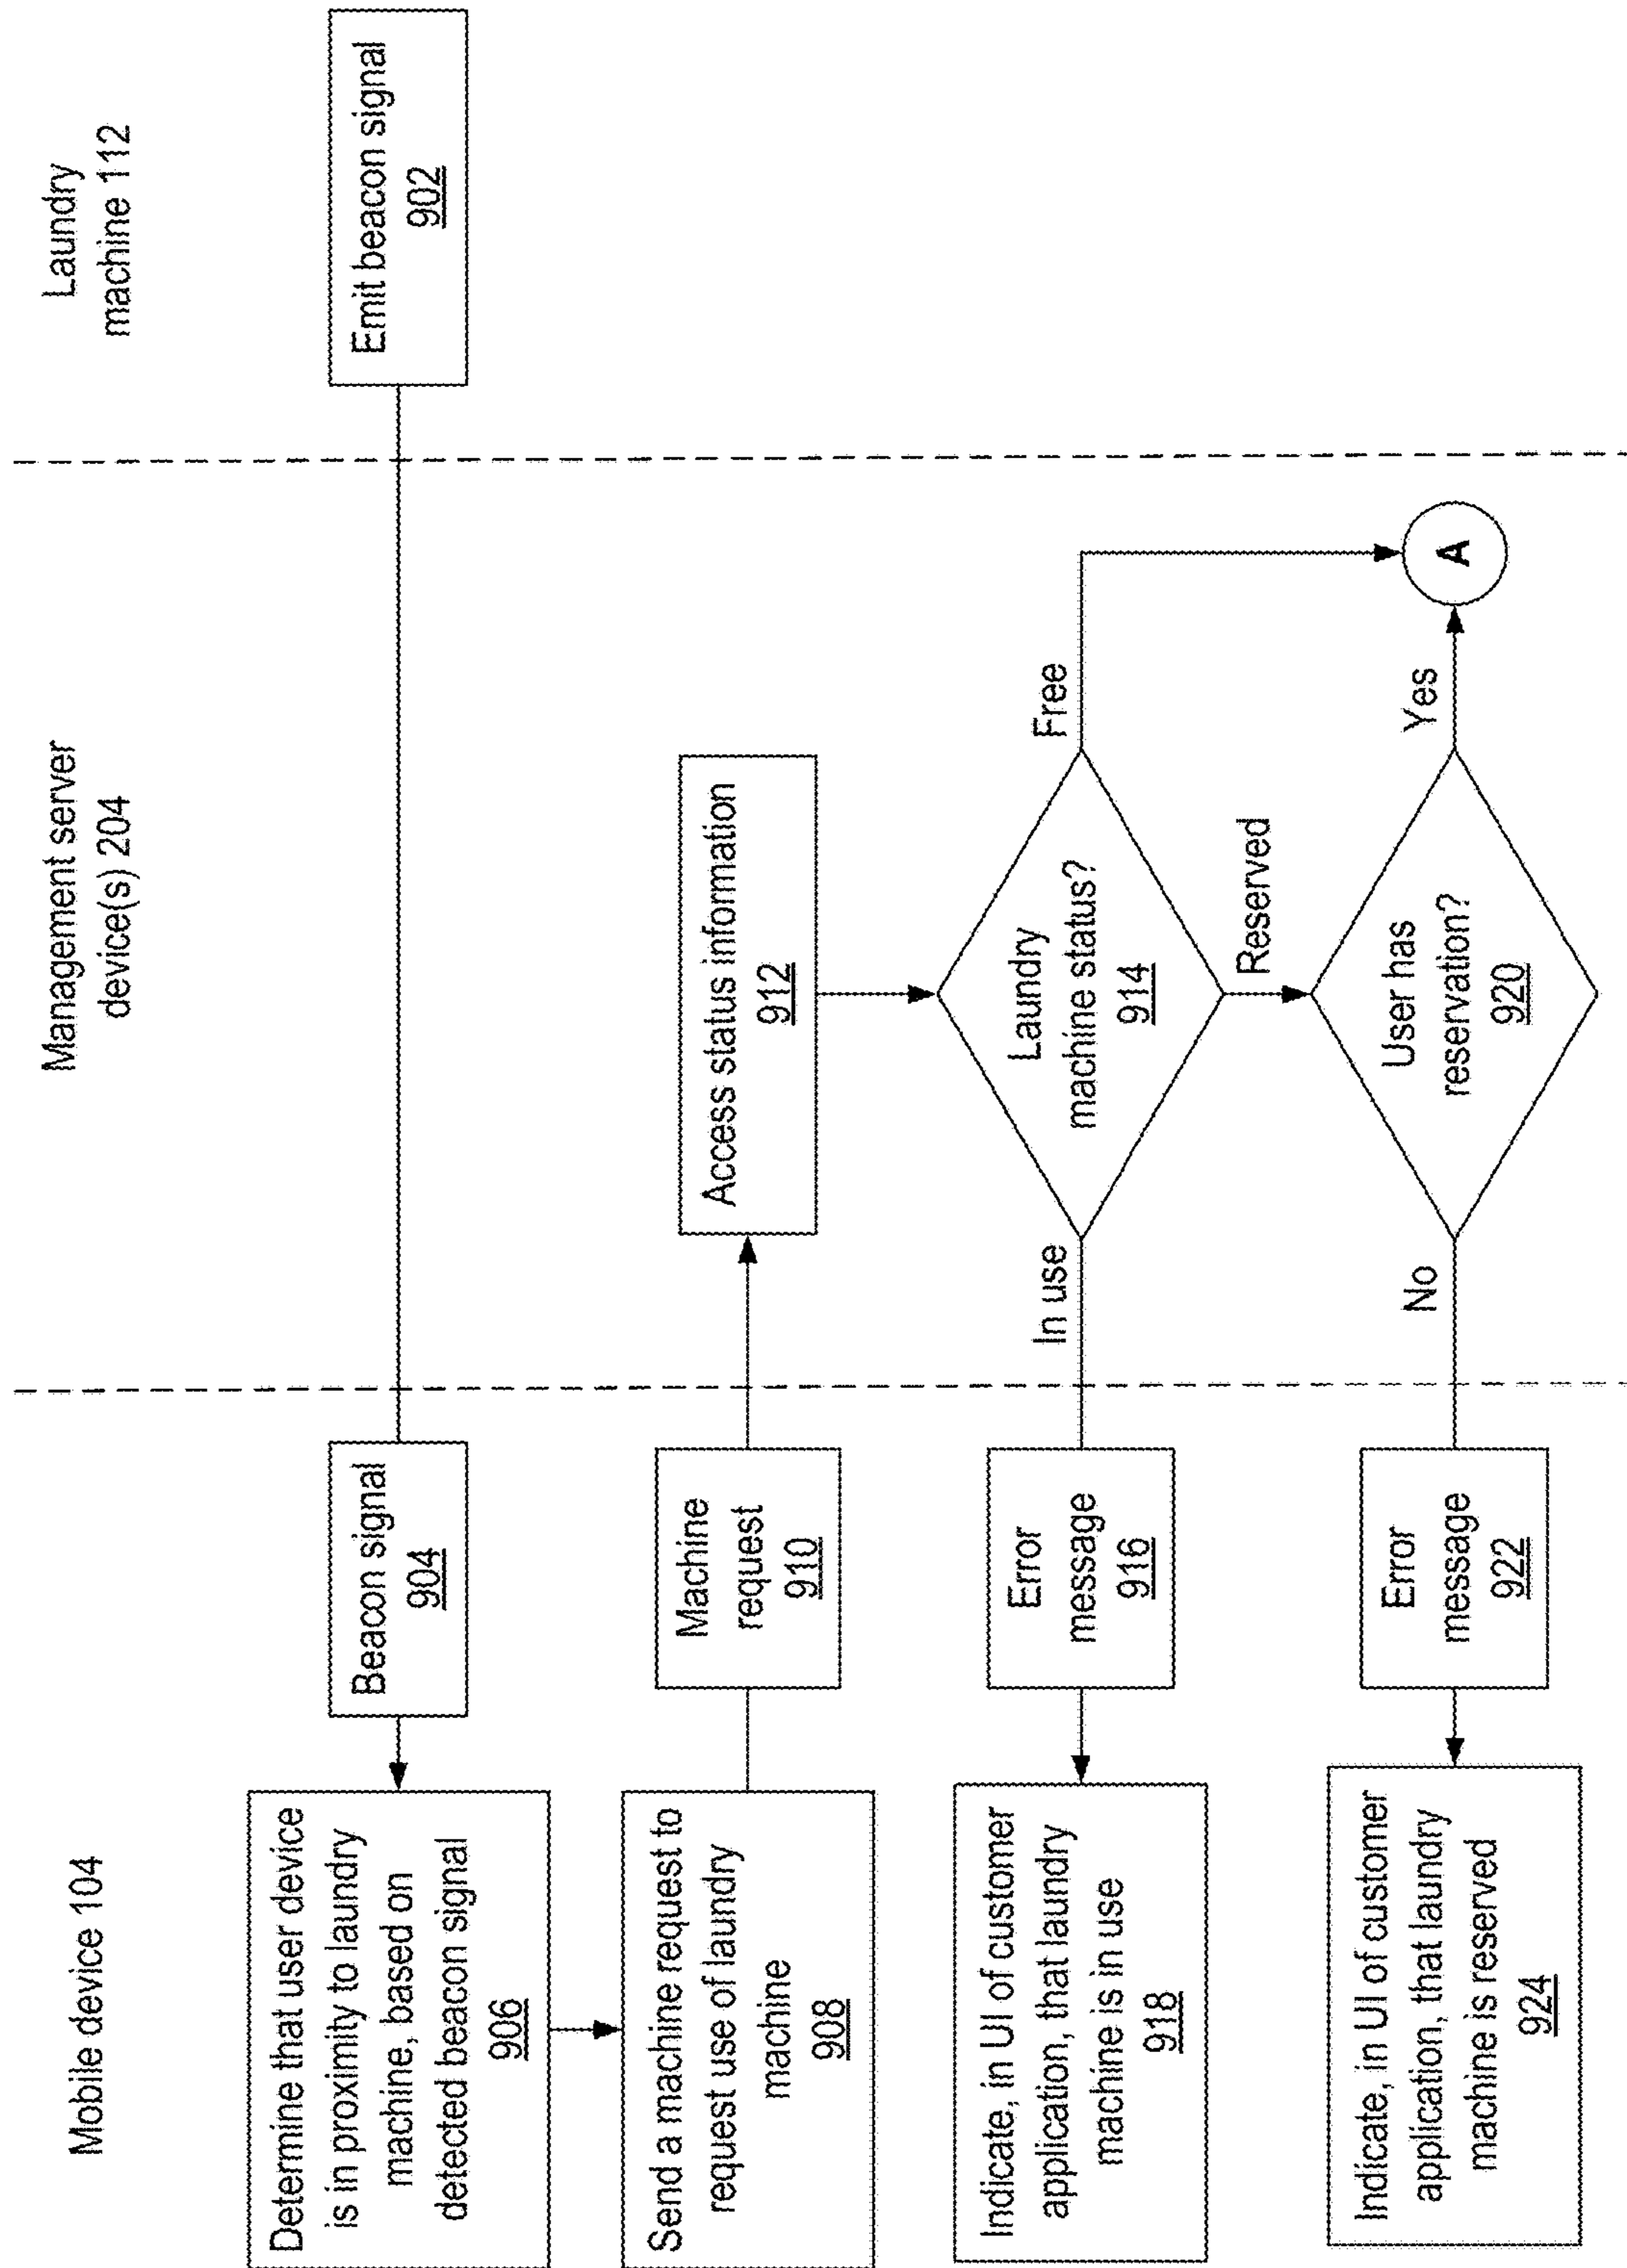 Mobile device 104
Management server
device(s) 204
Laundry
machine 112
Emit beacon signal
902
Beacon signal
904
Determine that user device
is in proximity to laundry
machine, based on
detected beacon signal
906
Send a machine request to
request use of laundry
machine
908
Machine
request
910
Access status information
912
Laundry
machine status?
914
In use
Free
Reserved
Error
message
916
Indicate, in UI of customer
application, that laundry
machine is in use
918
User has
reservation?
920
No
Yes
A
Error
message
922
Indicate, in UI of customer
application, that laundry
machine is reserved
924